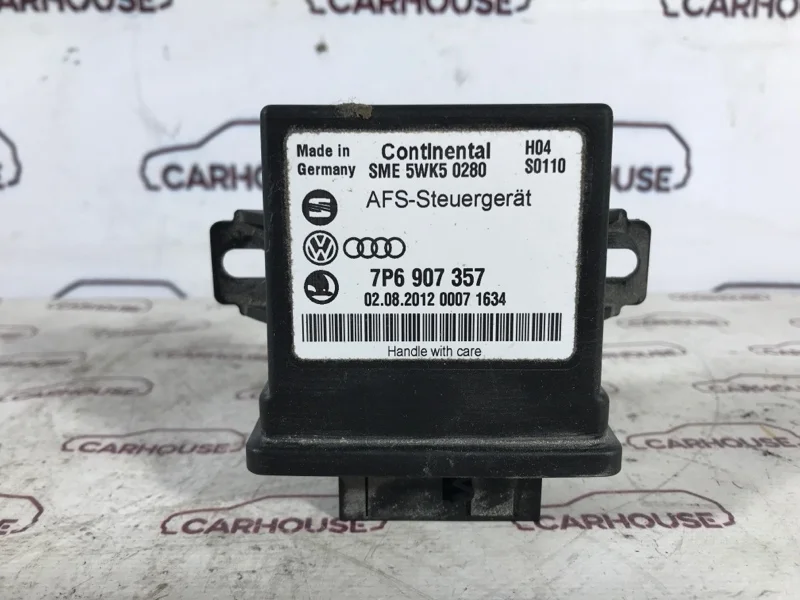 CARHOUSE
CARHOUSE
CARHOUSE
CARHOUSE
Made in Germany
Continental
SME 5WK5 0280
H04
S0110
AFS-Steuergerät
7P6 907 357
02.08.2012 0007 1634
Handle with care
CARHOUSE
CARHOUSE
CARHOUSE
CARHOUSE
CARHOUSE